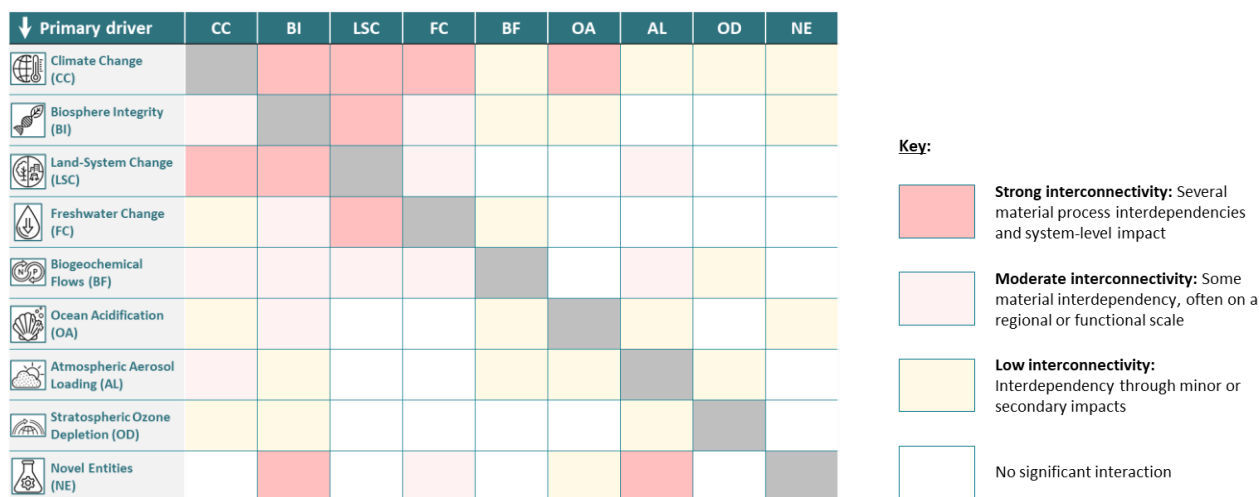 Primary driver CC BI LSC FC BF OA AL OD NE
Climate Change
(CC)
Biosphere Integrity
(BI)
Land-System Change
(LSC)
Freshwater Change
(FC)
N P
Biogeochemical
Flows (BF)
Ocean Acidification
(OA)
Atmospheric Aerosol
Loading (AL)
Stratospheric Ozone
Depletion (OD)
Novel Entities
(NE)
Key:
Strong interconnectivity: Several
material process interdependencies
and system-level impact
Moderate interconnectivity: Some
material interdependency, often on a
regional or functional scale
Low interconnectivity:
Interdependency through minor or
secondary impacts
No significant interaction